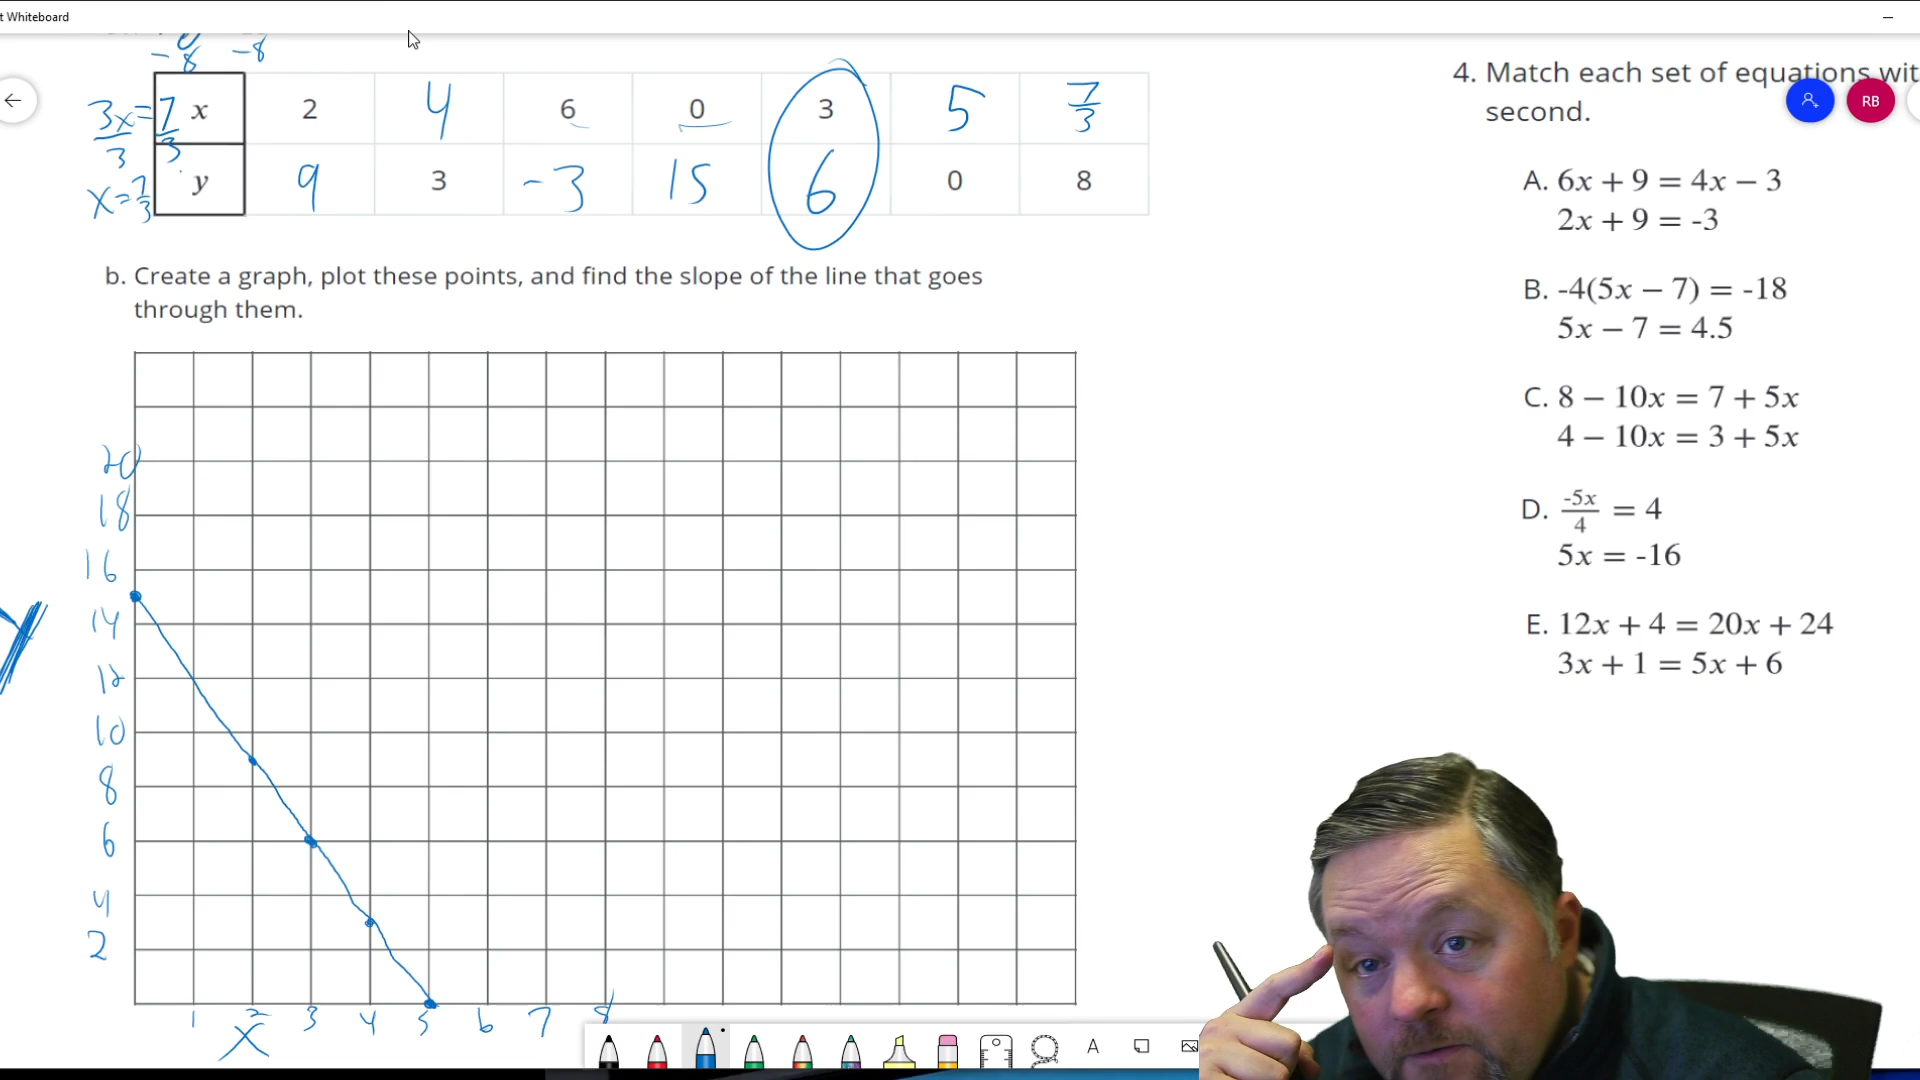 t Whiteboard
- 8 -8
3x = 7
3 3
x = 7/3
x 2 4 6 0 3 5 7/3
y 9 3 -3 15 6 0 8
b. Create a graph, plot these points, and find the slope of the line that goes
through them.
20
18
16
14
12
10
8
6
4
2
1 2 3 4 5 6 7 8
X
y
4. Match each set of equations wit
second.
RB
A. 6x + 9 = 4x − 3
2x + 9 = -3
B. -4(5x − 7) = -18
5x − 7 = 4.5
C. 8 − 10x = 7 + 5x
4 − 10x = 3 + 5x
D. -5x/4 = 4
5x = -16
E. 12x + 4 = 20x + 24
3x + 1 = 5x + 6
A